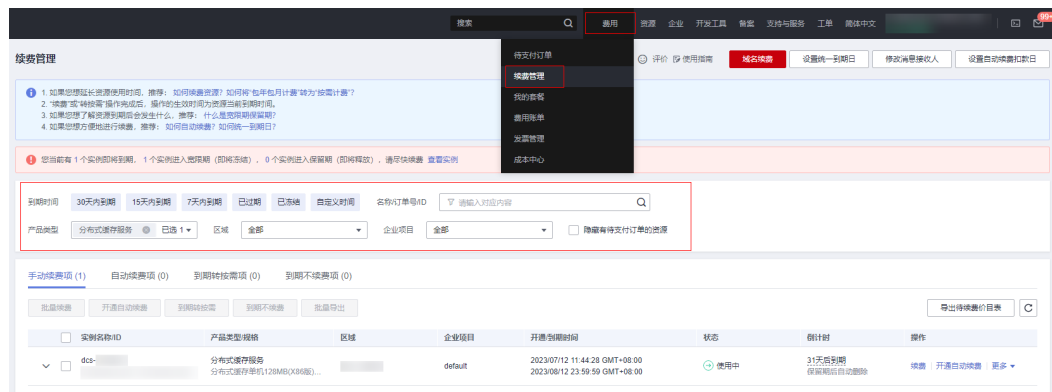 搜索 费用 资源 企业 开发工具 备案 支持与服务 工单 简体中文 99+
续费管理
待支付订单
续费管理
我的套餐
费用账单
发票管理
成本中心
评价 使用指南 域名续费 设置统一到期日 修改消息接收人 设置自动续费扣款日
1. 如果您想延长资源使用时间，推荐： 如何续费资源? 如何将“包年包月计费”转为“按需计费”?
2. “续费”或“转按需”操作完成后，操作的生效时间为资源当前到期时间。
3. 如果您想了解资源到期后会发生什么，推荐： 什么是宽限期保留期?
4. 如果您想方便地进行续费，推荐： 如何自动续费? 如何统一到期日?
您当前有 1 个实例即将到期， 1 个实例进入宽限期（即将冻结）， 0 个实例进入保留期（即将释放），请尽快续费 查看实例
到期时间 30天内到期 15天内到期 7天内到期 已过期 已冻结 自定义时间 名称/订单号/ID 请输入对应内容
产品类型 分布式缓存服务 已选 1 区域 全部 企业项目 全部 隐藏有待支付订单的资源
手动续费项 (1) 自动续费项 (0) 到期转按需项 (0) 到期不续费项 (0)
批量续费 开通自动续费 到期转按需 到期不续费 批量导出 导出待续费价目表
实例名称/ID 产品类型/规格 区域 企业项目 开通/到期时间 状态 倒计时 操作
dcs- 分布式缓存服务 default 2023/07/12 11:44:28 GMT+08:00 使用中 31天后到期 续费 开通自动续费 更多
分布式缓存单机128MB(X86版)... 2023/08/12 23:59:59 GMT+08:00 保留期后自动删除